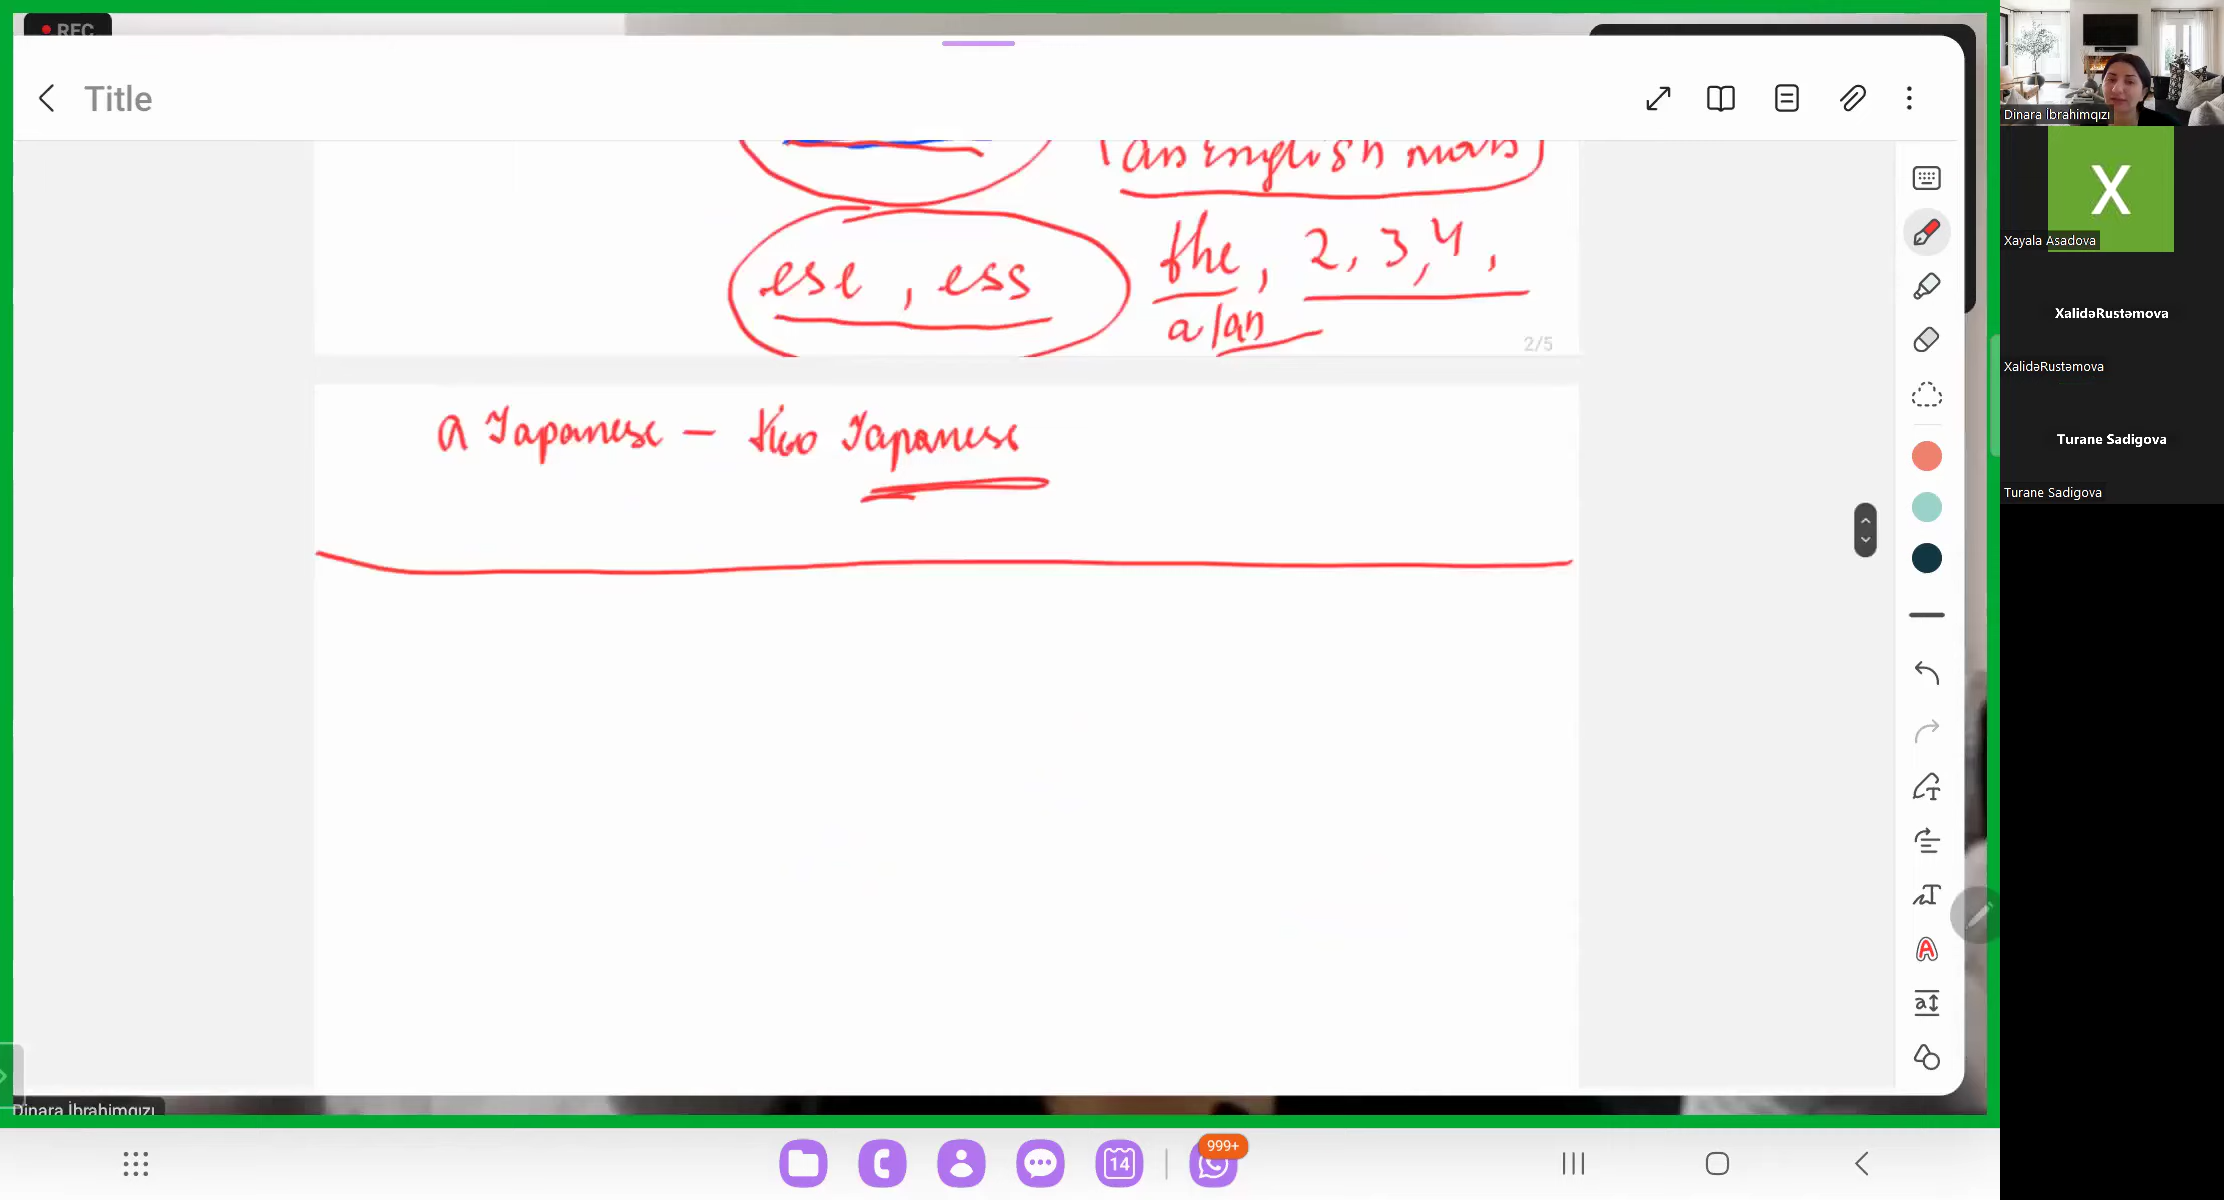 REC
Title
(an english man)
ese, ess
the, 2, 3, 4,
a/an
2/5
a Japanese - two Japanese
Dinara İbrahimqızı
Xayala Asadova
XalidəRustəmova
XalidəRustəmova
Turane Sadigova
Turane Sadigova
X
Dinara İbrahimqızı
14
999+